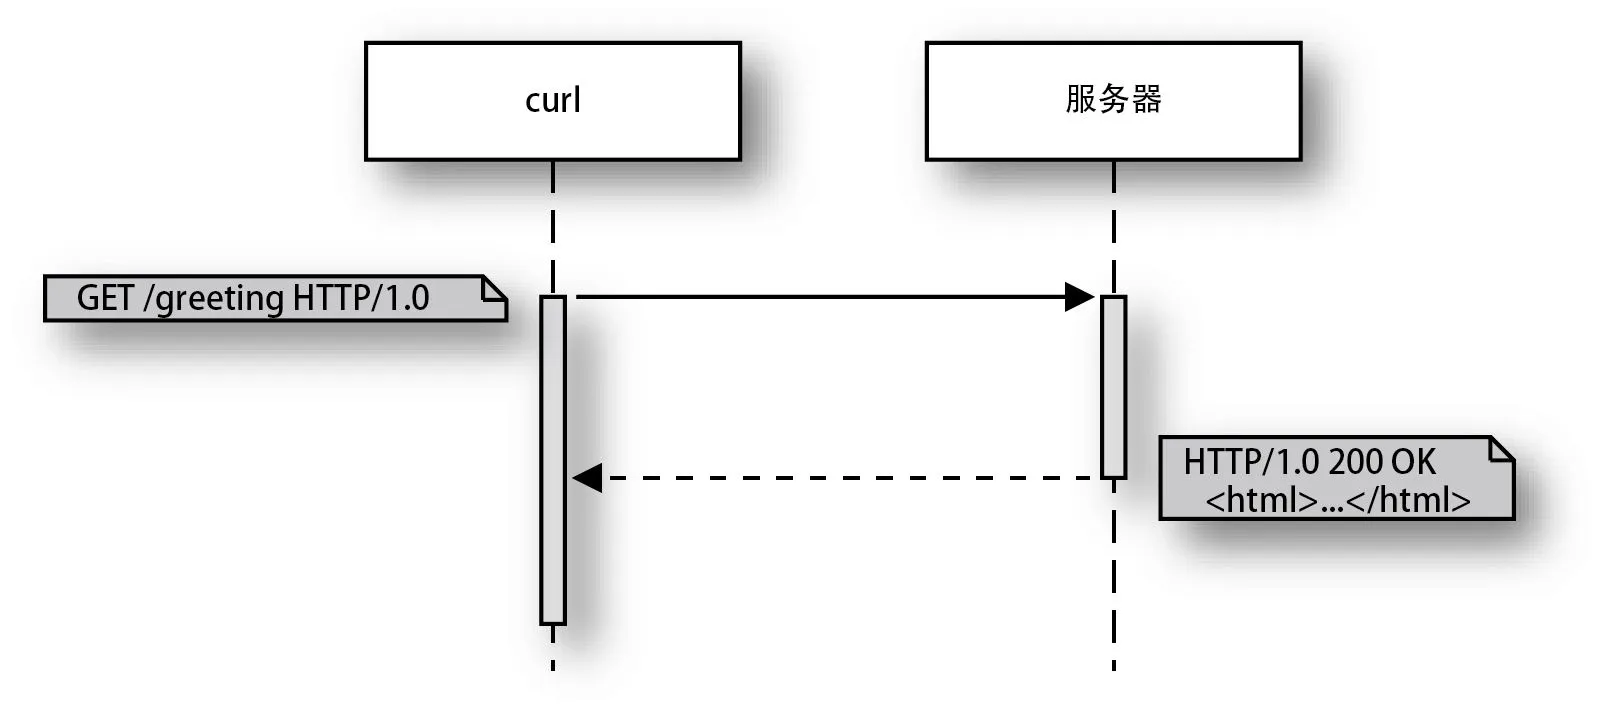 curl
服务器
GET /greeting HTTP/1.0
HTTP/1.0 200 OK
<html>...</html>